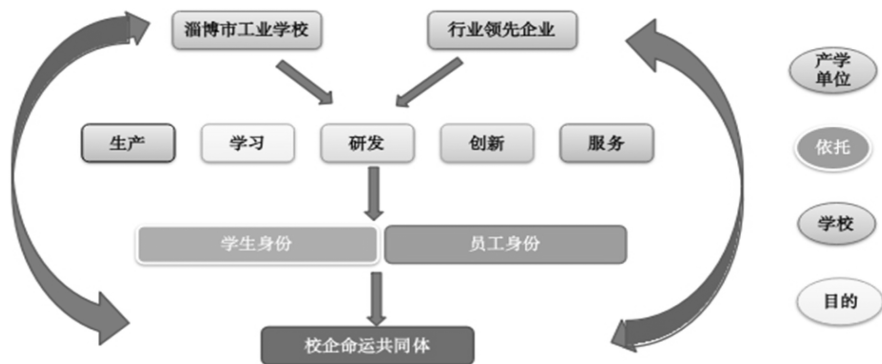 淄博市工业学校
行业领先企业
产学
单位
生产
学习
研发
创新
服务
依托
学校
学生身份
员工身份
目的
校企命运共同体